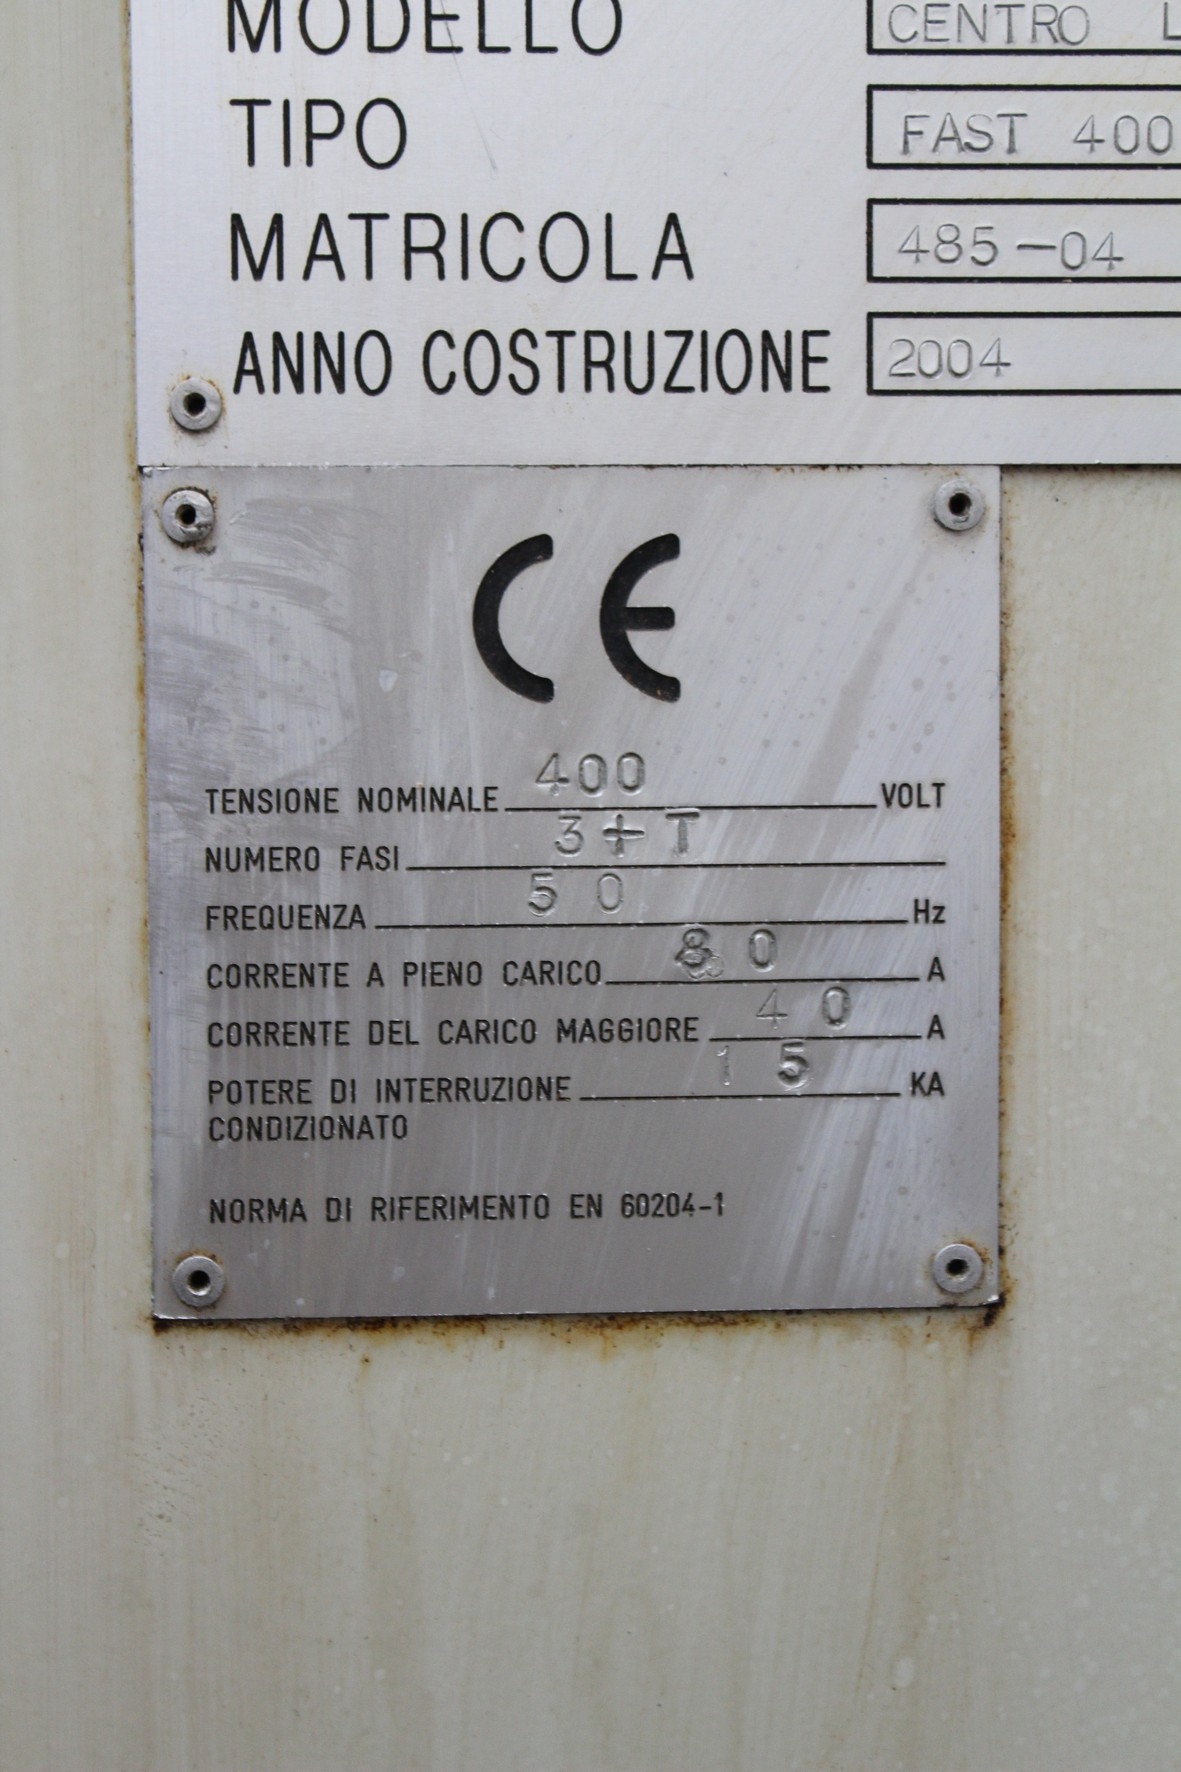 MODELLO CENTRO L
TIPO FAST 400
MATRICOLA 485-04
ANNO COSTRUZIONE 2004
CE
TENSIONE NOMINALE 400 VOLT
NUMERO FASI 3+T
FREQUENZA 50 Hz
CORRENTE A PIENO CARICO 80 A
CORRENTE DEL CARICO MAGGIORE 40 A
POTERE DI INTERRUZIONE 15 KA
CONDIZIONATO
NORMA DI RIFERIMENTO EN 60204-1